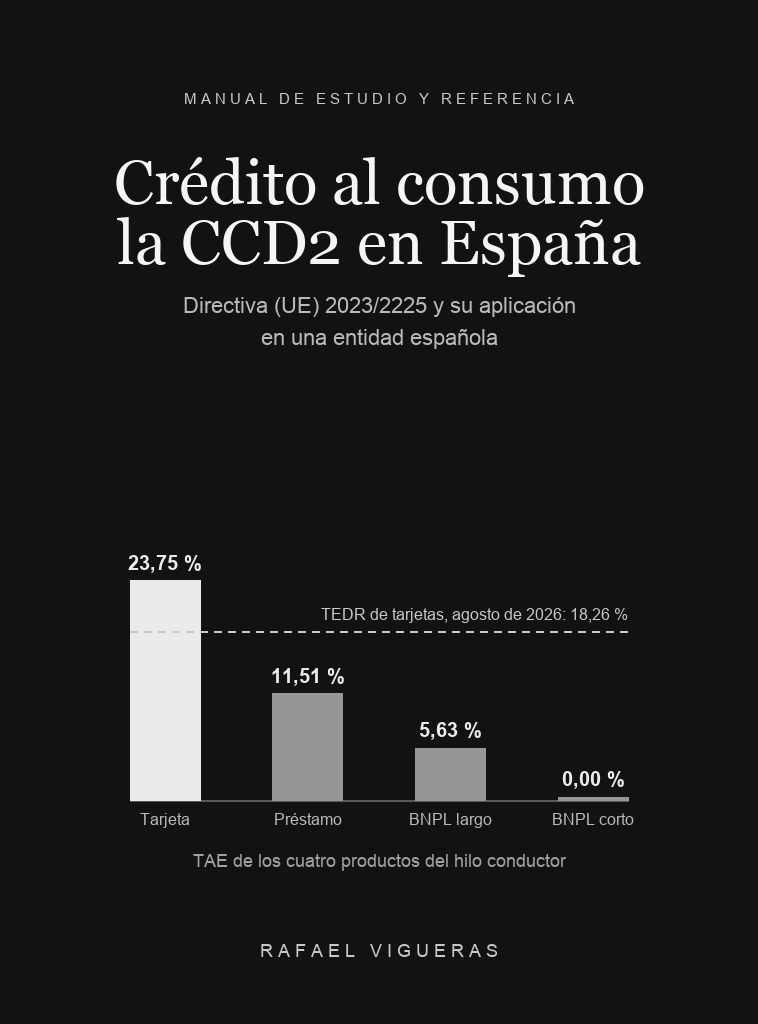 MANUAL DE ESTUDIO Y REFERENCIA
Crédito al consumo
la CCD2 en España
Directiva (UE) 2023/2225 y su aplicación
en una entidad española
23,75 %
TEDR de tarjetas, agosto de 2026: 18,26 %
11,51 %
5,63 %
0,00 %
Tarjeta
Préstamo
BNPL largo
BNPL corto
TAE de los cuatro productos del hilo conductor
RAFAEL VIGUERAS